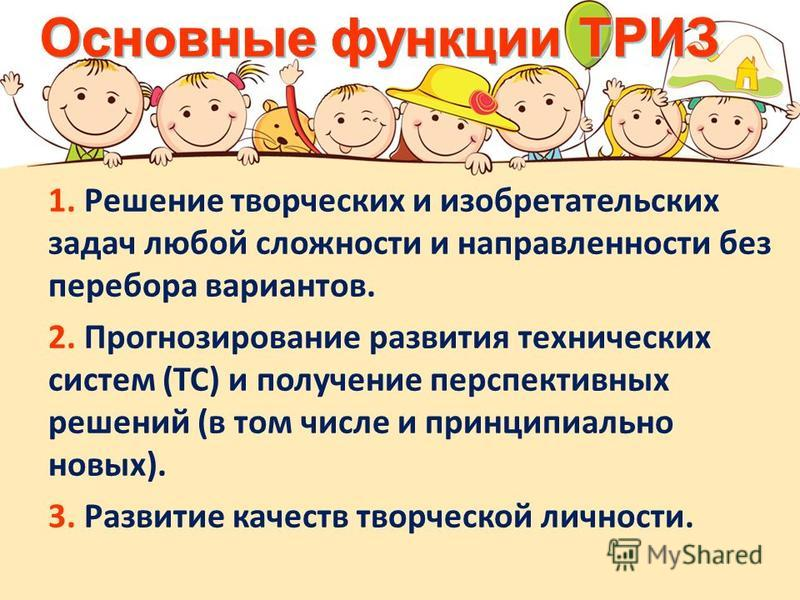 Основные функции ТРИЗ
1. Решение творческих и изобретательских
задач любой сложности и направленности без
перебора вариантов.
2. Прогнозирование развития технических
систем (ТС) и получение перспективных
решений (в том числе и принципиально
новых).
3. Развитие качеств творческой личности.
MyShared